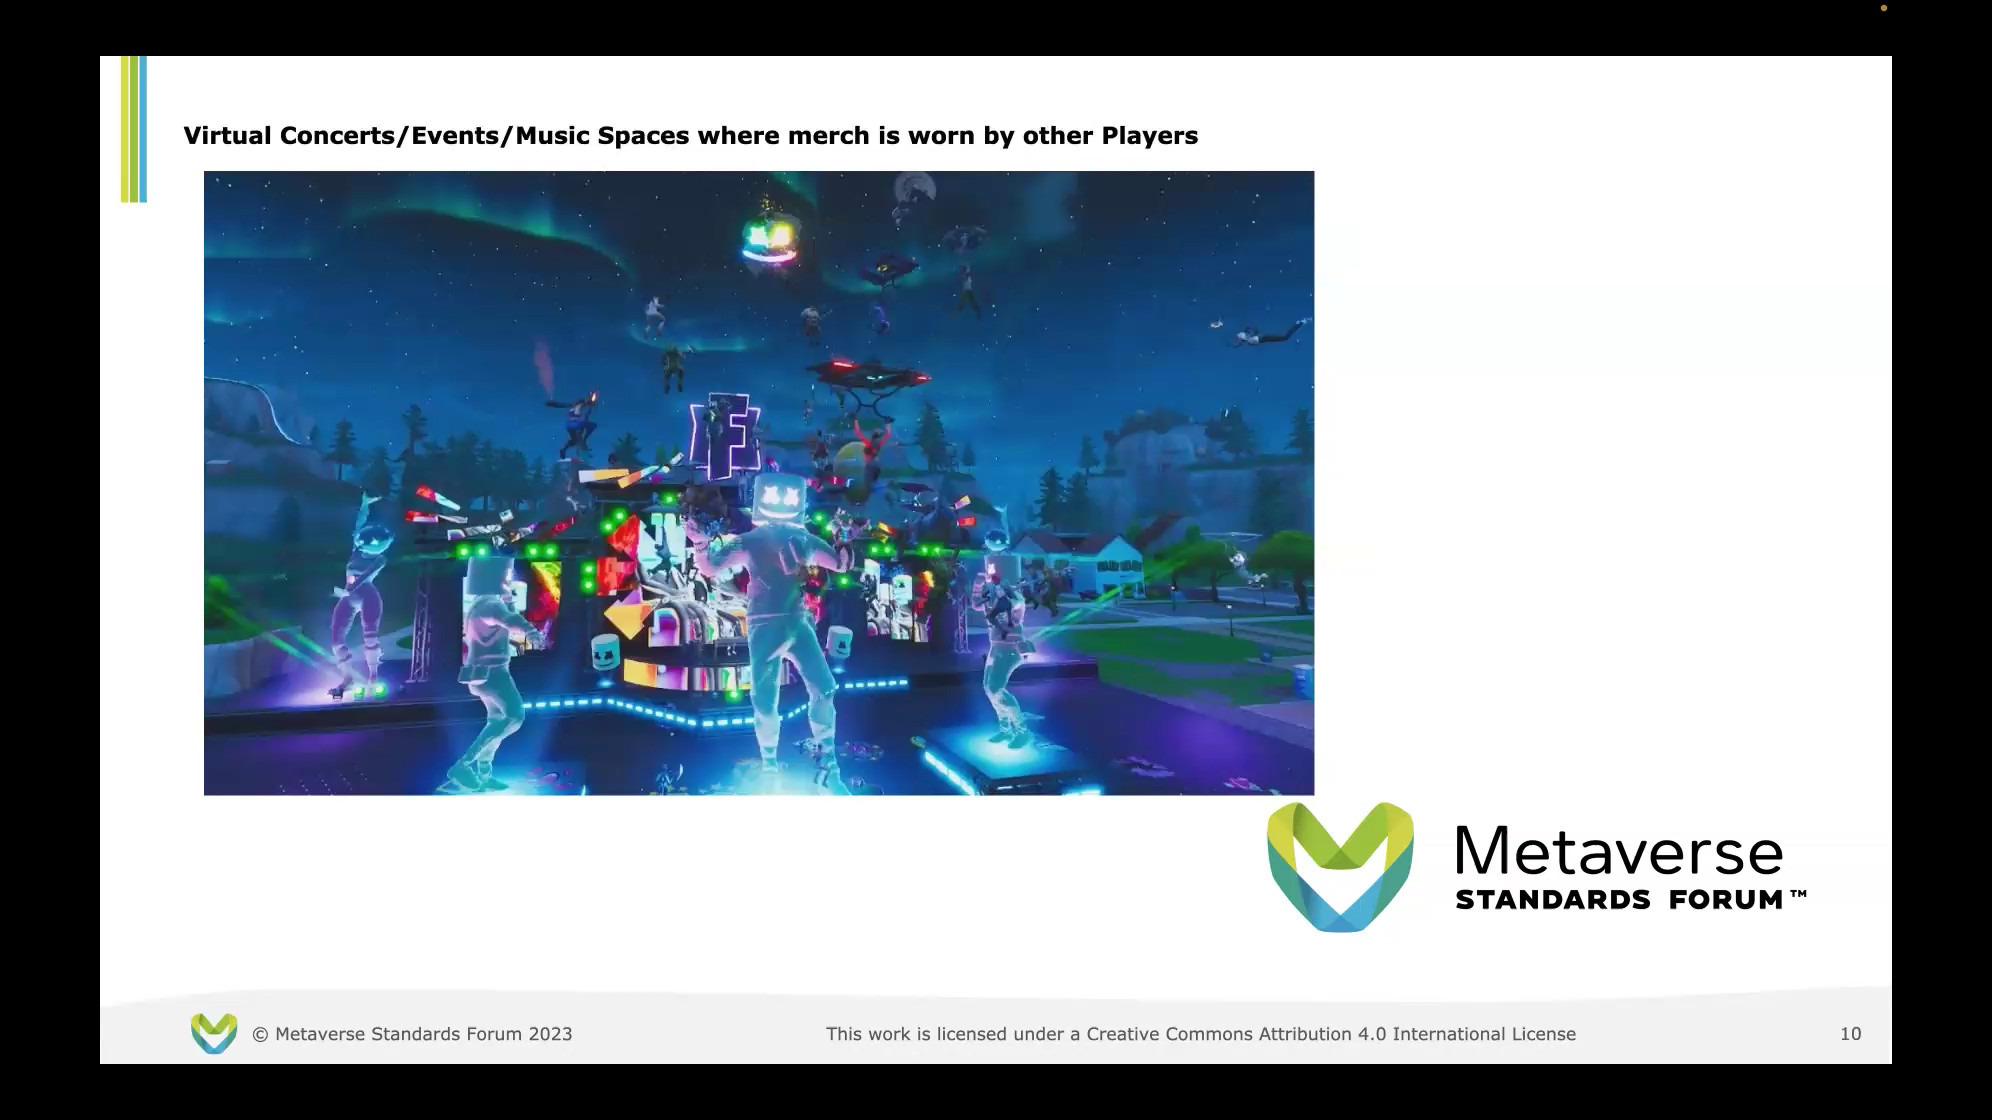 Virtual Concerts/Events/Music Spaces where merch is worn by other Players
F
Metaverse
STANDARDS FORUM™
© Metaverse Standards Forum 2023
This work is licensed under a Creative Commons Attribution 4.0 International License
10